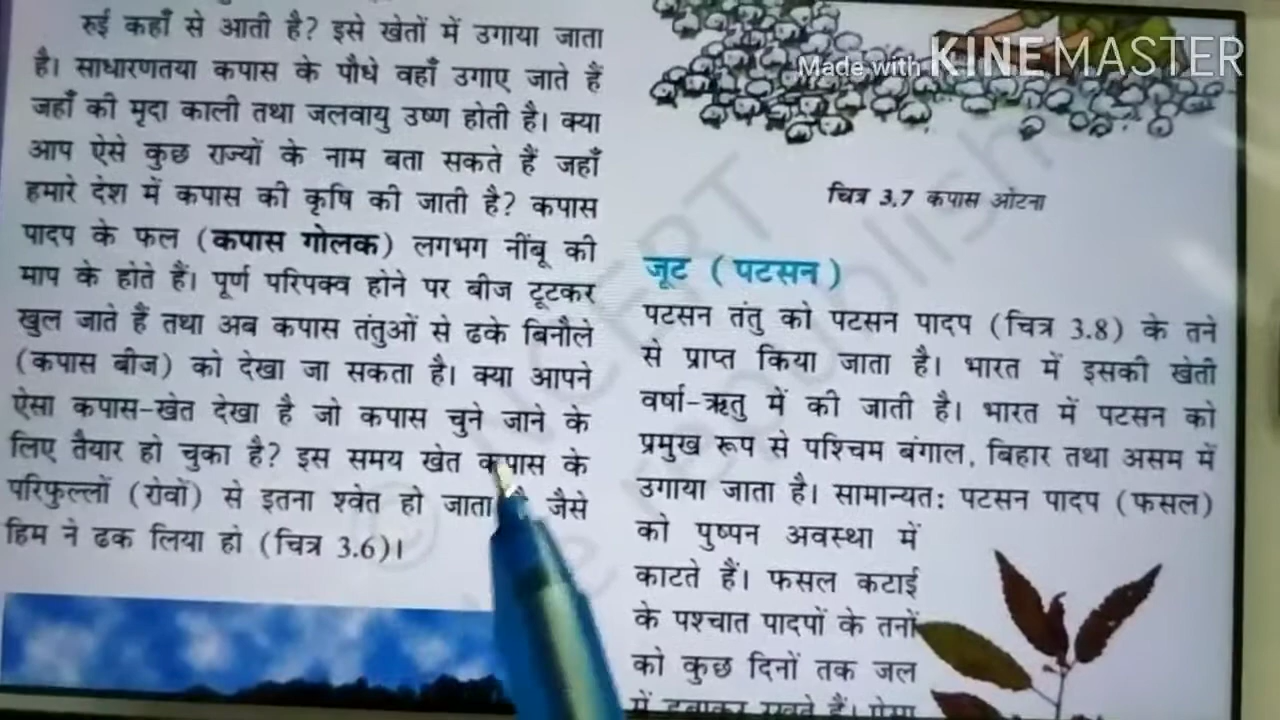 रुई कहाँ से आती है? इसे खेतों में उगाया जाता
है। साधारणतया कपास के पौधे वहाँ उगाए जाते हैं
जहाँ की मृदा काली तथा जलवायु उष्ण होती है। क्या
आप ऐसे कुछ राज्यों के नाम बता सकते हैं जहाँ
हमारे देश में कपास की कृषि की जाती है? कपास
पादप के फल (कपास गोलक) लगभग नींबू की
माप के होते हैं। पूर्ण परिपक्व होने पर बीज टूटकर
खुल जाते हैं तथा अब कपास तंतुओं से ढके बिनौले
(कपास बीज) को देखा जा सकता है। क्या आपने
ऐसा कपास-खेत देखा है जो कपास चुने जाने के
लिए तैयार हो चुका है? इस समय खेत कपास के
परिफुल्लों (रोवों) से इतना श्वेत हो जाता है जैसे
हिम ने ढक लिया हो (चित्र 3.6)।
Made with KINEMASTER
चित्र 3.7 कपास ओटना
जूट (पटसन)
पटसन तंतु को पटसन पादप (चित्र 3.8) के तने
से प्राप्त किया जाता है। भारत में इसकी खेती
वर्षा-ऋतु में की जाती है। भारत में पटसन को
प्रमुख रूप से पश्चिम बंगाल, बिहार तथा असम में
उगाया जाता है। सामान्यत: पटसन पादप (फसल)
को पुष्पन अवस्था में
काटते हैं। फसल कटाई
के पश्चात पादपों के तनों
को कुछ दिनों तक जल
में
© NCERT
be republished